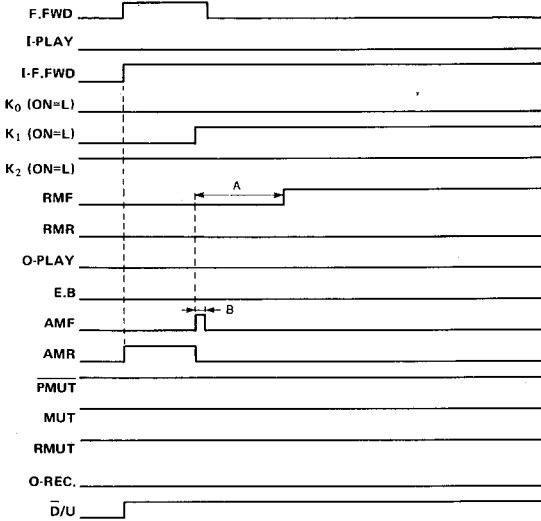 F.FWD
I-PLAY
I-F.FWD
K₀ (ON=L)
K₁ (ON=L)
K₂ (ON=L)
RMF
A
RMR
O-PLAY
E.B
B
AMF
AMR
PMUT
MUT
RMUT
O-REC.
D̅/U